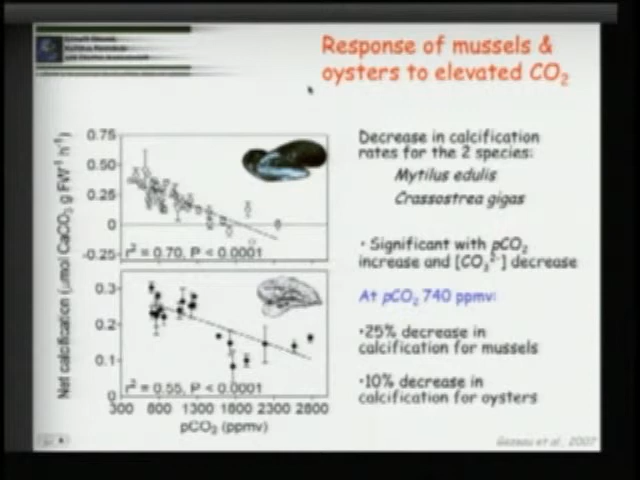 Response of mussels &
oysters to elevated CO₂
Decrease in calcification
rates for the 2 species:
Mytilus edulis
Crassostrea gigas
• Significant with pCO₂
increase and [CO₃²⁻] decrease
At pCO₂ 740 ppmv:
•25% decrease in
calcification for mussels
•10% decrease in
calcification for oysters
Net calcification (μmol CaCO₃ g FW⁻¹ h⁻¹)
0.75
0.50
0.25
0
-0.25
r² = 0.70, P < 0.0001
0.3
0.2
0.1
0
r² = 0.55, P < 0.0001
300 800 1300 1800 2300 2800
pCO₂ (ppmv)
Gazeau et al., 2007